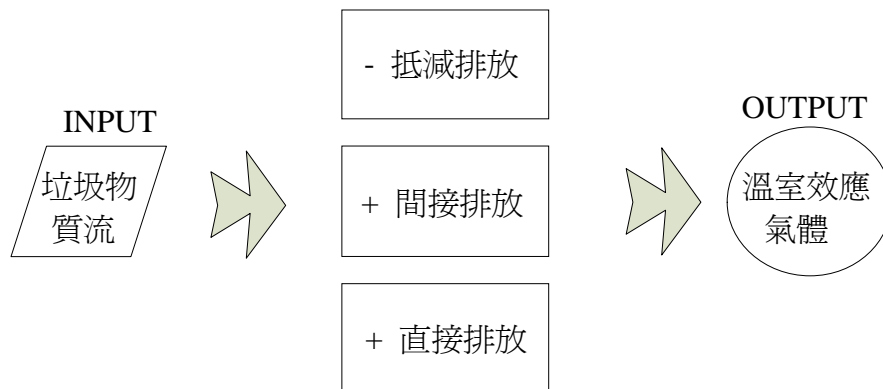 INPUT
垃圾物
質流
- 抵減排放
+ 間接排放
+ 直接排放
OUTPUT
溫室效應
氣體